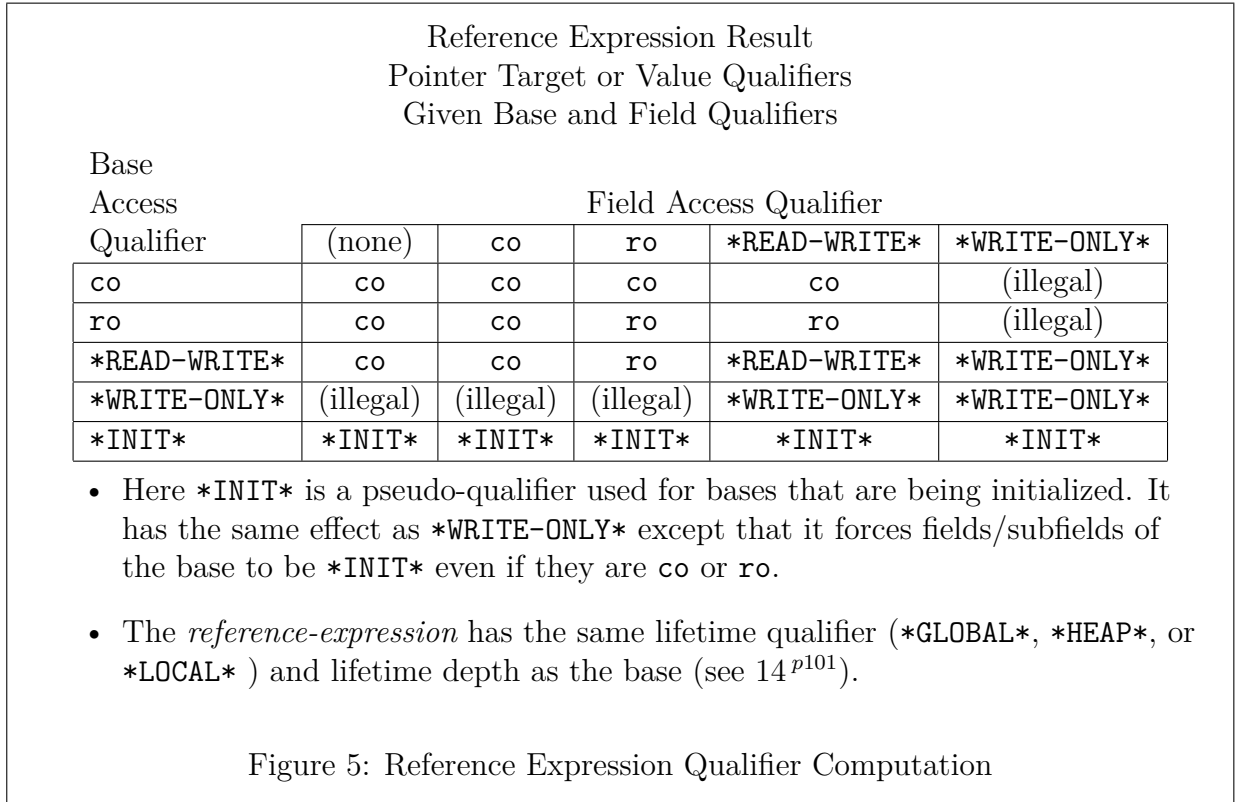 Reference Expression Result
Pointer Target or Value Qualifiers
Given Base and Field Qualifiers
Base
Access Field Access Qualifier
Qualifier (none) co ro *READ-WRITE* *WRITE-ONLY*
co co co co co (illegal)
ro co co ro ro (illegal)
*READ-WRITE* co co ro *READ-WRITE* *WRITE-ONLY*
*WRITE-ONLY* (illegal) (illegal) (illegal) *WRITE-ONLY* *WRITE-ONLY*
*INIT* *INIT* *INIT* *INIT* *INIT* *INIT*
• Here *INIT* is a pseudo-qualifier used for bases that are being initialized. It
has the same effect as *WRITE-ONLY* except that it forces fields/subfields of
the base to be *INIT* even if they are co or ro.
• The reference-expression has the same lifetime qualifier (*GLOBAL*, *HEAP*, or
*LOCAL* ) and lifetime depth as the base (see 14 p101).
Figure 5: Reference Expression Qualifier Computation